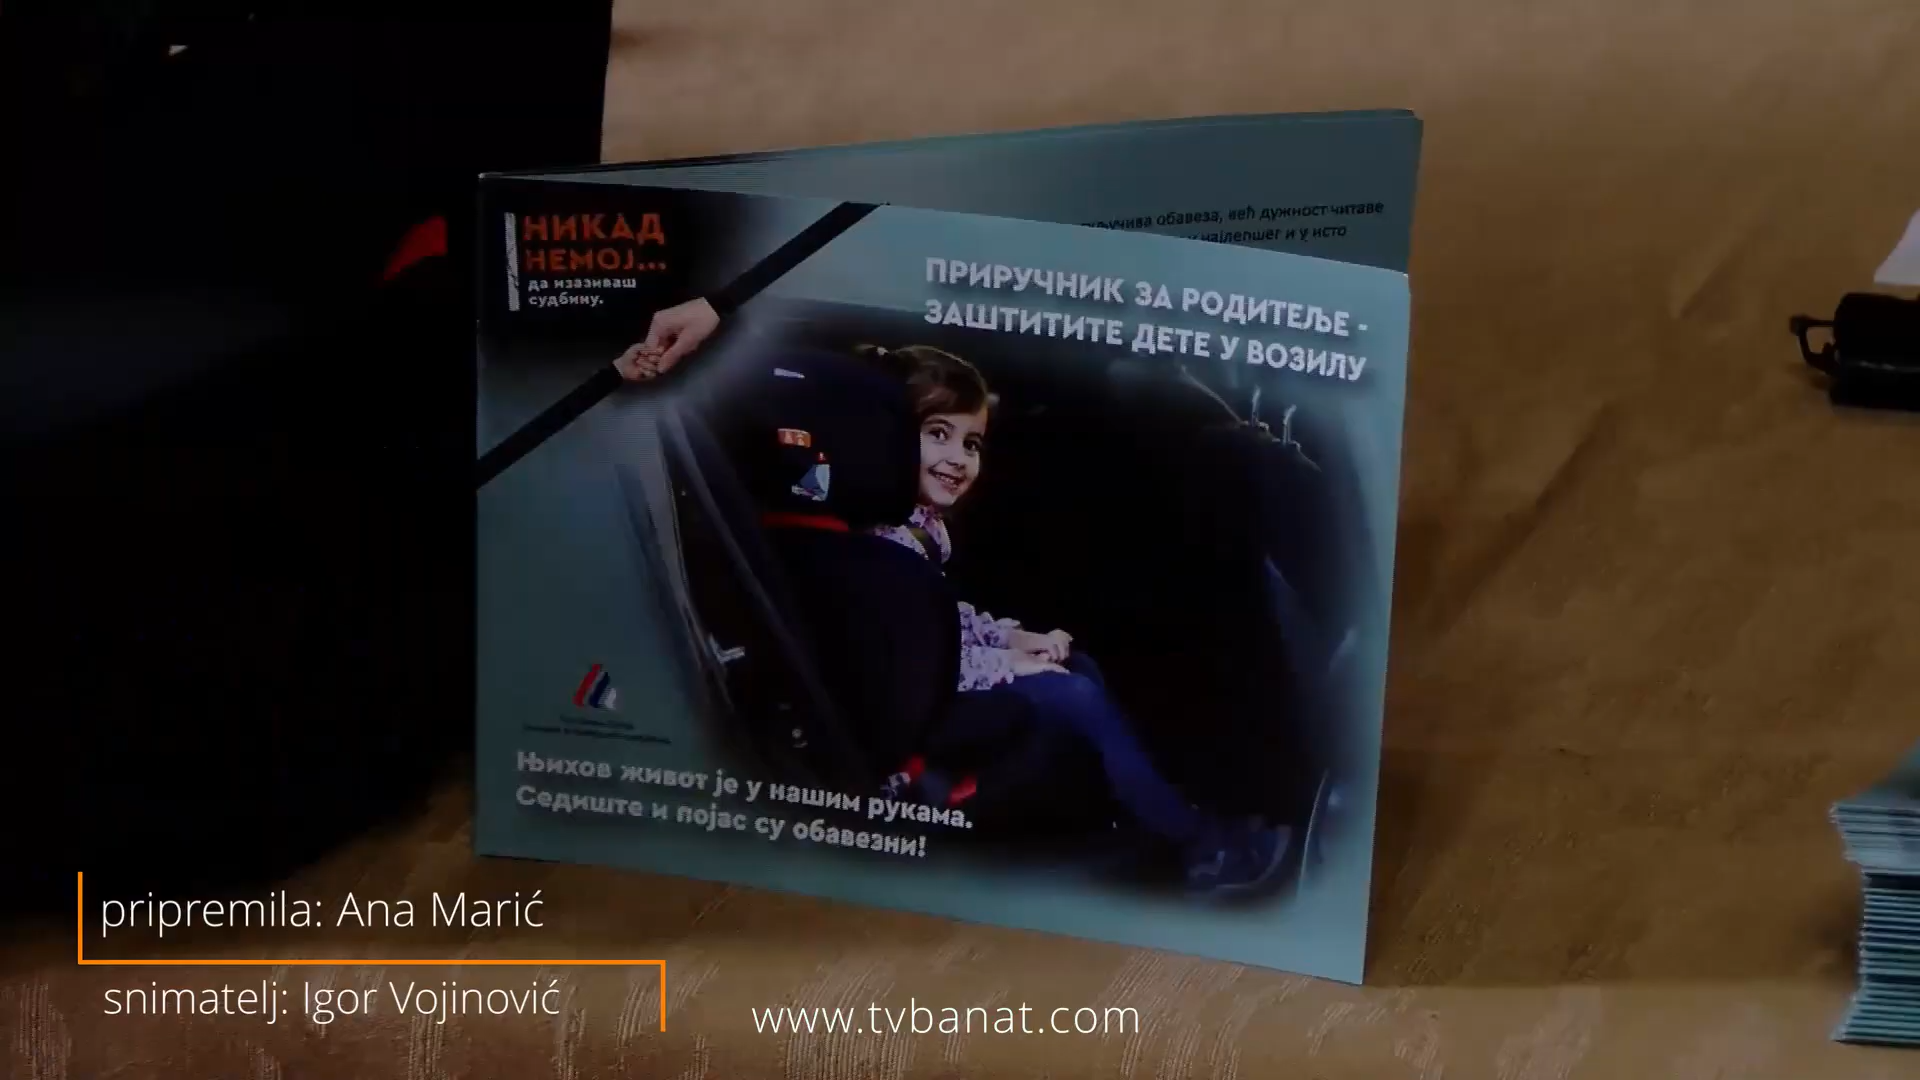 НИКАД
НЕМОЈ...
да изазиваш
судбину.
обавеза, већ дужност читаве
најлепшег и у исто
ПРИРУЧНИК ЗА РОДИТЕЉЕ -
ЗАШТИТИТЕ ДЕТЕ У ВОЗИЛУ
Њихов живот је у нашим рукама.
Седиште и појас су обавезни!
pripremila: Ana Marić
snimatelj: Igor Vojinović
www.tvbanat.com